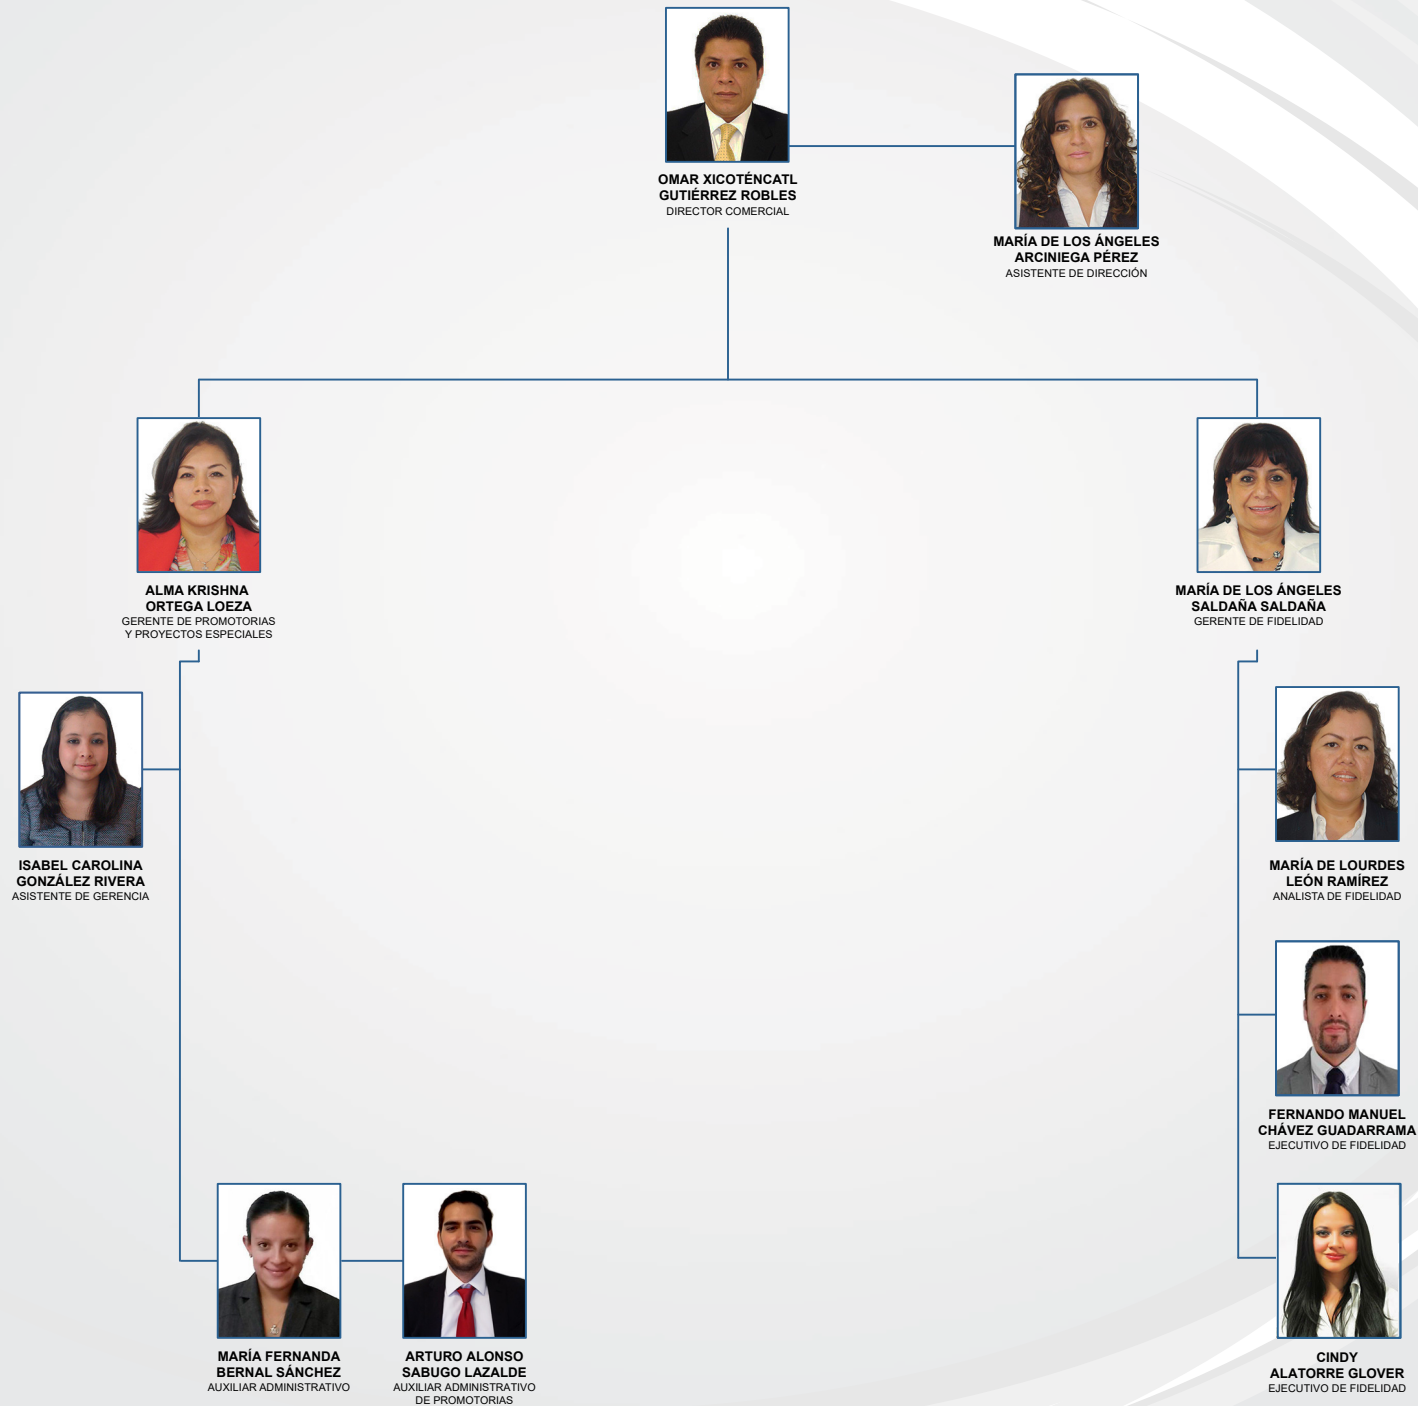 OMAR XICOTÉNCATL
GUTIÉRREZ ROBLES
DIRECTOR COMERCIAL
MARÍA DE LOS ÁNGELES
ARCINIEGA PÉREZ
ASISTENTE DE DIRECCIÓN
ALMA KRISHNA
ORTEGA LOEZA
GERENTE DE PROMOTORIAS
Y PROYECTOS ESPECIALES
MARÍA DE LOS ÁNGELES
SALDAÑA SALDAÑA
GERENTE DE FIDELIDAD
ISABEL CAROLINA
GONZÁLEZ RIVERA
ASISTENTE DE GERENCIA
MARÍA DE LOURDES
LEÓN RAMÍREZ
ANALISTA DE FIDELIDAD
FERNANDO MANUEL
CHÁVEZ GUADARRAMA
EJECUTIVO DE FIDELIDAD
MARÍA FERNANDA
BERNAL SÁNCHEZ
AUXILIAR ADMINISTRATIVO
ARTURO ALONSO
SABUGO LAZALDE
AUXILIAR ADMINISTRATIVO
DE PROMOTORIAS
CINDY
ALATORRE GLOVER
EJECUTIVO DE FIDELIDAD